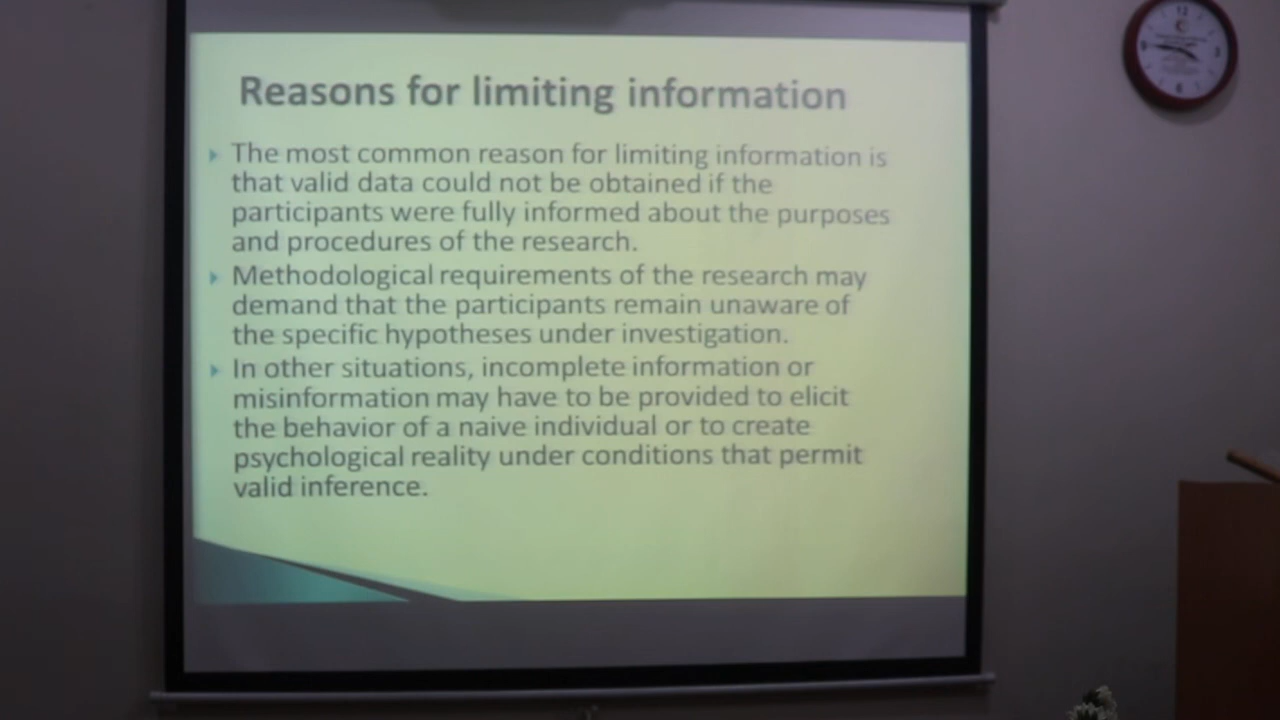 Reasons for limiting information
The most common reason for limiting information is
that valid data could not be obtained if the
participants were fully informed about the purposes
and procedures of the research.
Methodological requirements of the research may
demand that the participants remain unaware of
the specific hypotheses under investigation.
In other situations, incomplete information or
misinformation may have to be provided to elicit
the behavior of a naive individual or to create
psychological reality under conditions that permit
valid inference.
12
3
6
9